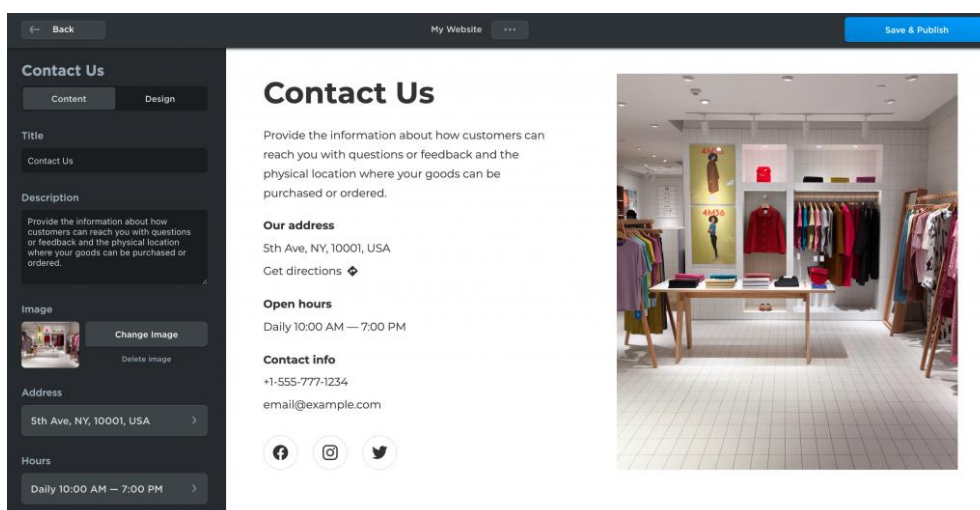 Back
My Website
Save & Publish
Contact Us
Content
Design
Title
Contact Us
Description
Provide the information about how
customers can reach you with questions
or feedback and the physical location
where your goods can be purchased or
ordered.
Image
Change Image
Delete image
Address
5th Ave, NY, 10001, USA
Hours
Daily 10:00 AM — 7:00 PM
Contact Us
Provide the information about how customers can
reach you with questions or feedback and the
physical location where your goods can be
purchased or ordered.
Our address
5th Ave, NY, 10001, USA
Get directions
Open hours
Daily 10:00 AM — 7:00 PM
Contact info
+1-555-777-1234
email@example.com
4M36
4M36